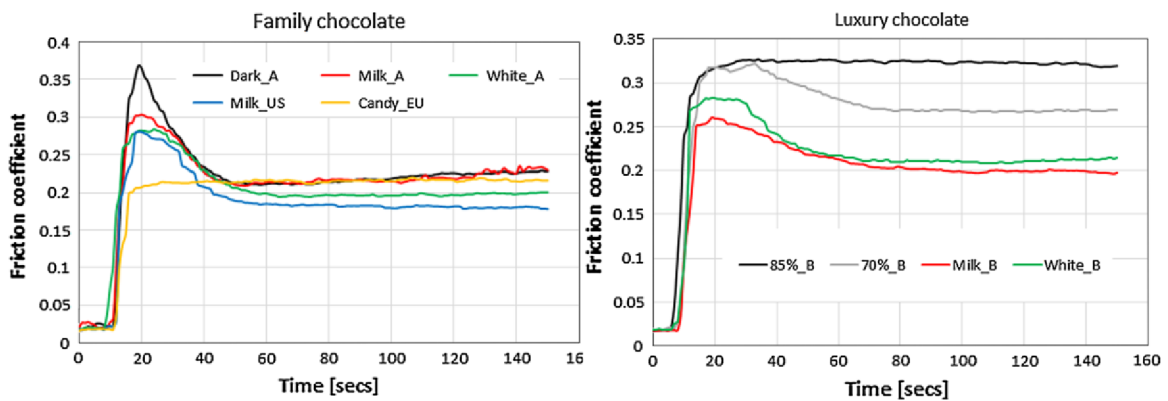 Family chocolate
0.4
0.35
0.3
0.25
0.2
0.15
0.1
0.05
0
Friction coefficient
Dark_A Milk_A White_A
Milk_US Candy_EU
0 20 40 60 80 100 120 140 16
Time [secs]
Luxury chocolate
0.35
0.3
0.25
0.2
0.15
0.1
0.05
0
Friction coefficient
85%_B 70%_B Milk_B White_B
0 20 40 60 80 100 120 140 160
Time [secs]